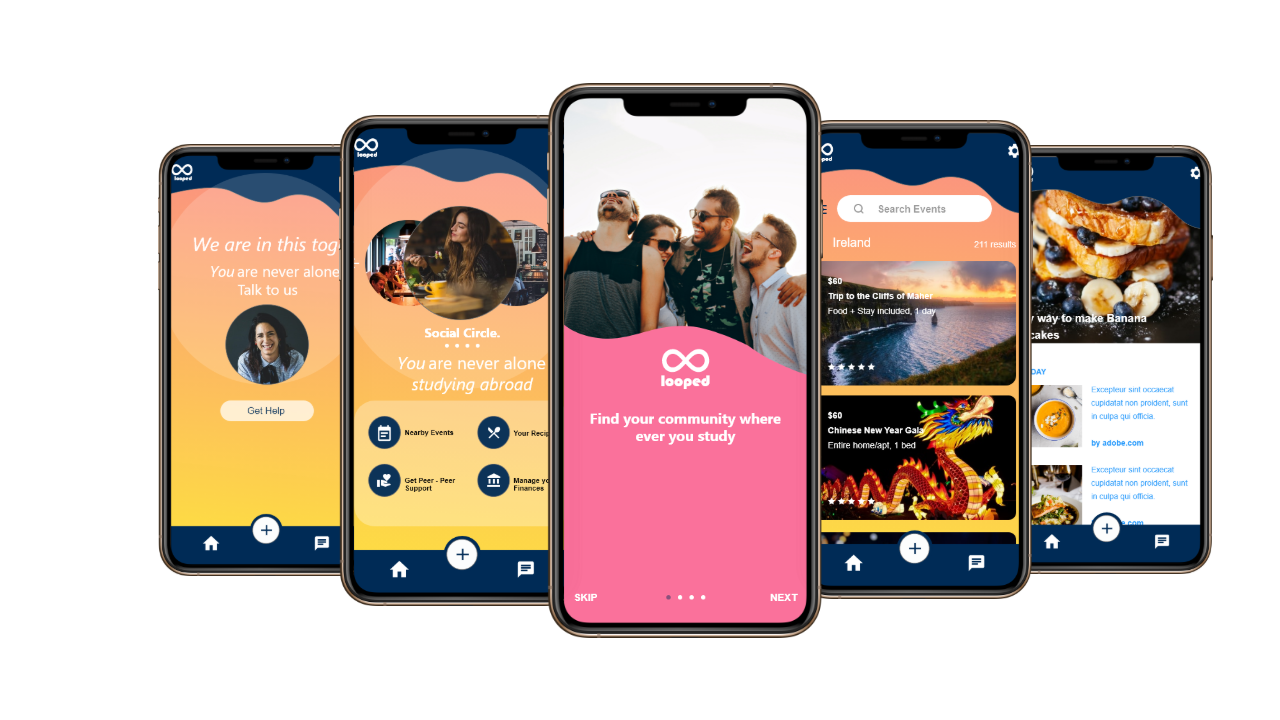 looped
We are in this tog
You are never alone
Talk to us
Get Help
looped
Social Circle.
You are never alone
studying abroad
Nearby Events
Your Recip
Get Peer - Peer
Support
Manage yo
Finances
looped
Find your community where
ever you study
SKIP
NEXT
Search Events
Ireland
211 results
$60
Trip to the Cliffs of Maher
Food + Stay included, 1 day
$60
Chinese New Year Gala
Entire home/apt, 1 bed
way to make Banana
cakes
DAY
Excepteur sint occaecat
cupidatat non proident, sunt
in culpa qui officia.
by adobe.com
Excepteur sint occaecat
cupidatat non proident, sunt
in culpa qui officia.
e.com